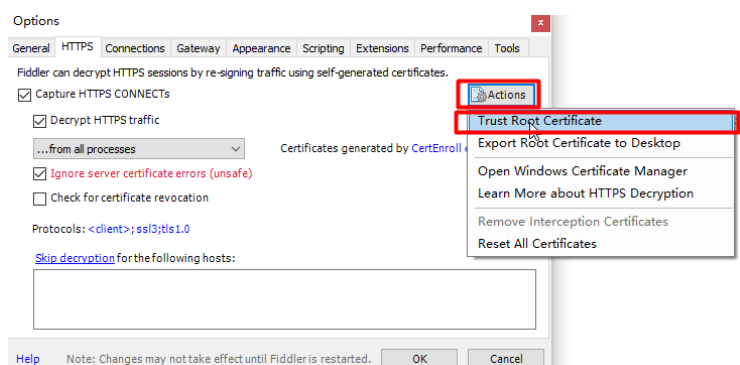 Options
x
General HTTPS Connections Gateway Appearance Scripting Extensions Performance Tools
Fiddler can decrypt HTTPS sessions by re-signing traffic using self-generated certificates.
Capture HTTPS CONNECTs
Actions
Decrypt HTTPS traffic
Trust Root Certificate
...from all processes
Certificates generated by CertEnroll
Export Root Certificate to Desktop
Ignore server certificate errors (unsafe)
Open Windows Certificate Manager
Check for certificate revocation
Learn More about HTTPS Decryption
Protocols: <client>;ssl3;tls1.0
Remove Interception Certificates
Reset All Certificates
Skip decryption for the following hosts:
Help Note: Changes may not take effect until Fiddler is restarted. OK Cancel